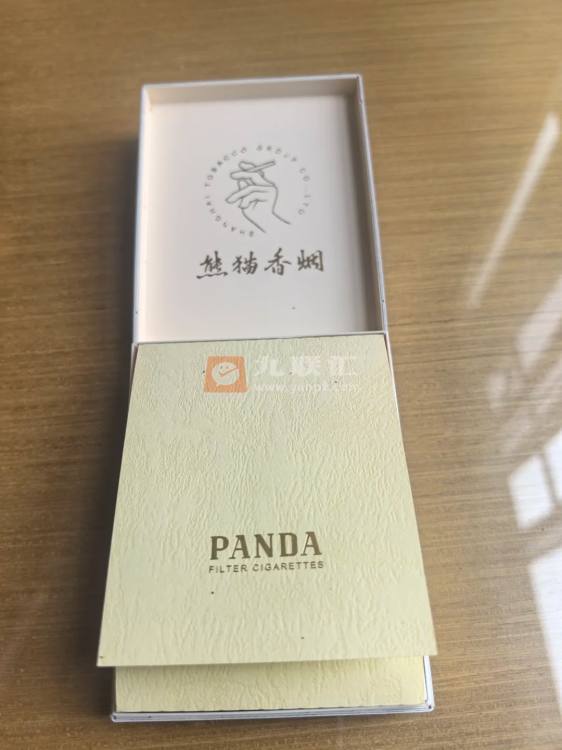 SHANGHAI TOBACCO GROUP CO., LTD
熊猫香烟
九联汇
PANDA
FILTER CIGARETTES